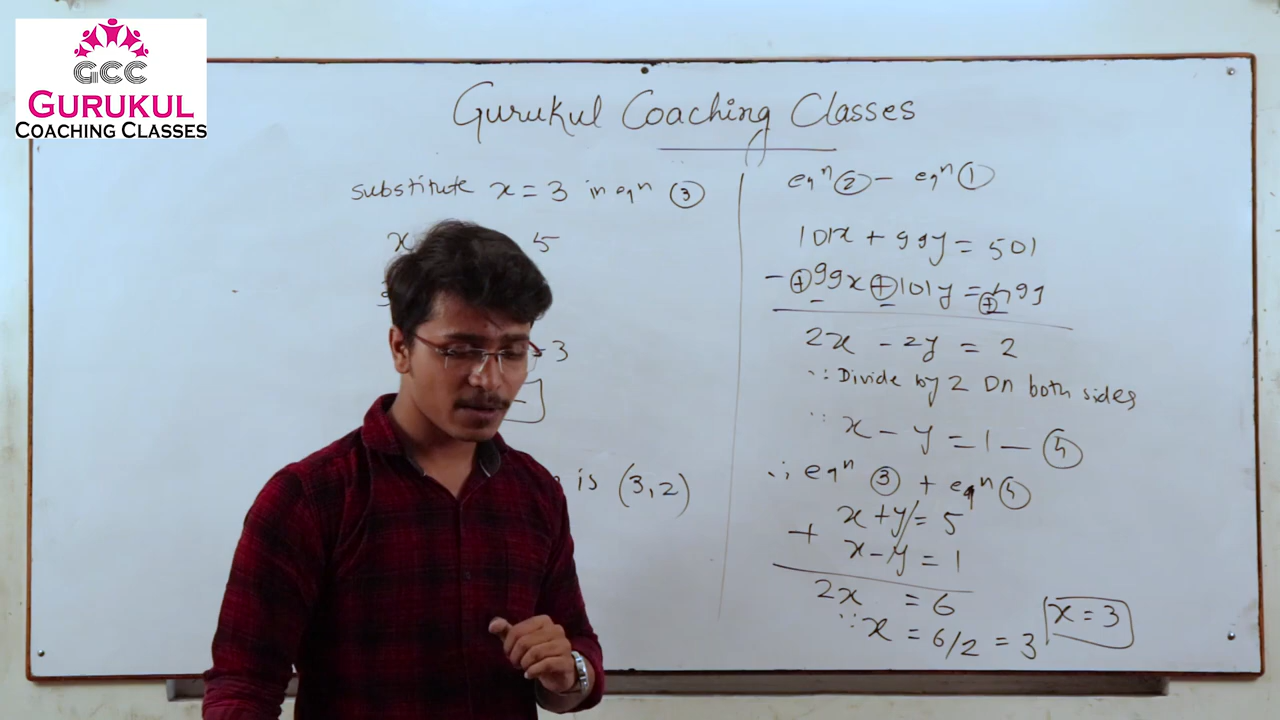 GCC
GURUKUL
COACHING CLASSES
Gurukul Coaching Classes
substitute x = 3 in eqn ③
x 5
3
is (3,2)
eqⁿ ② - eqⁿ ①
101x + 99y = 501
- ⊕99x ⊕ 101y = ⊕499
- - -
2x - 2y = 2
∵ Divide by 2 On both sides
∵ x - y = 1 — ④
∴ eqⁿ ③ + eqⁿ ④
x + y = 5
+ x - y = 1
2x = 6
∵ x = 6/2 = 3
x = 3